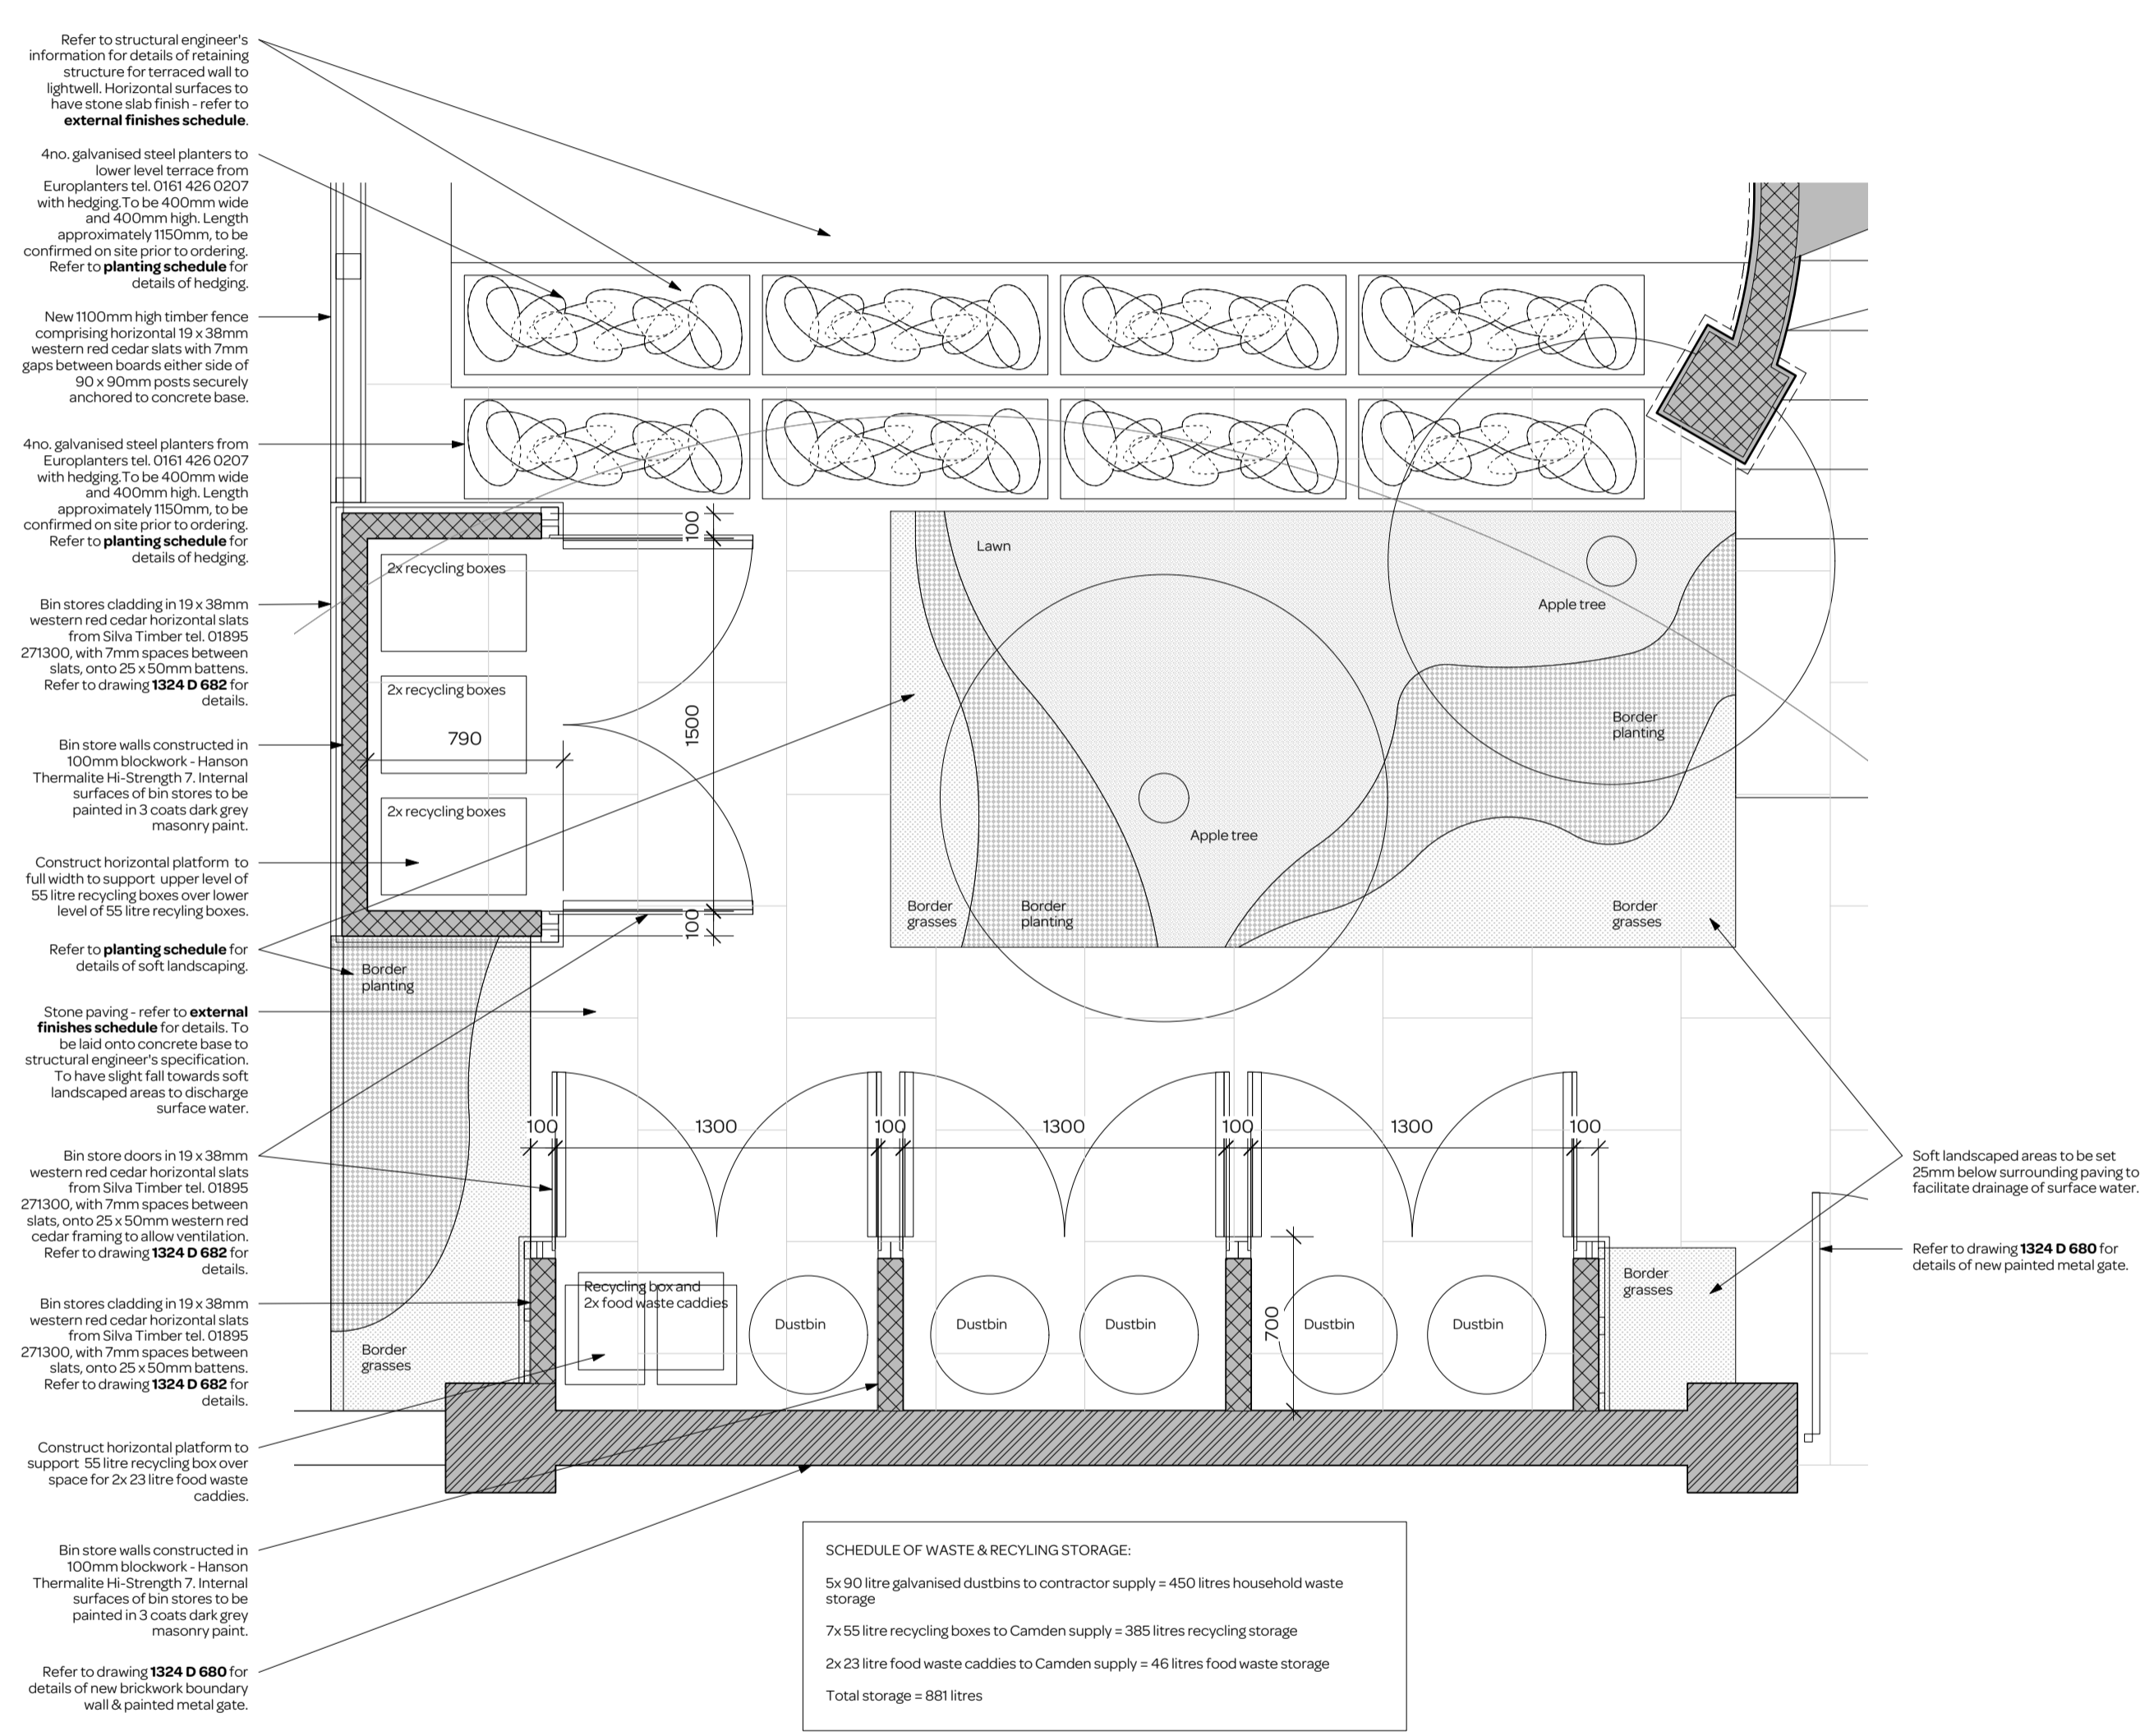 Refer to structural engineer's
information for details of retaining
structure for terraced wall to
lightwell. Horizontal surfaces to
have stone slab finish - refer to
external finishes schedule.
4no. galvanised steel planters to
lower level terrace from
Europlanters tel. 0161 426 0207
with hedging.To be 400mm wide
and 400mm high. Length
approximately 1150mm, to be
confirmed on site prior to ordering.
Refer to planting schedule for
details of hedging.
New 1100mm high timber fence
comprising horizontal 19 x 38mm
western red cedar slats with 7mm
gaps between boards either side of
90 x 90mm posts securely
anchored to concrete base.
4no. galvanised steel planters from
Europlanters tel. 0161 426 0207
with hedging.To be 400mm wide
and 400mm high. Length
approximately 1150mm, to be
confirmed on site prior to ordering.
Refer to planting schedule for
details of hedging.
Bin stores cladding in 19 x 38mm
western red cedar horizontal slats
from Silva Timber tel. 01895
271300, with 7mm spaces between
slats, onto 25 x 50mm battens.
Refer to drawing 1324 D 682 for
details.
Bin store walls constructed in
100mm blockwork - Hanson
Thermalite Hi-Strength 7. Internal
surfaces of bin stores to be
painted in 3 coats dark grey
masonry paint.
Construct horizontal platform to
full width to support upper level of
55 litre recycling boxes over lower
level of 55 litre recyling boxes.
Refer to planting schedule for
details of soft landscaping.
Stone paving - refer to external
finishes schedule for details. To
be laid onto concrete base to
structural engineer's specification.
To have slight fall towards soft
landscaped areas to discharge
surface water.
Bin store doors in 19 x 38mm
western red cedar horizontal slats
from Silva Timber tel. 01895
271300, with 7mm spaces between
slats, onto 25 x 50mm western red
cedar framing to allow ventilation.
Refer to drawing 1324 D 682 for
details.
Bin stores cladding in 19 x 38mm
western red cedar horizontal slats
from Silva Timber tel. 01895
271300, with 7mm spaces between
slats, onto 25 x 50mm battens.
Refer to drawing 1324 D 682 for
details.
Construct horizontal platform to
support 55 litre recycling box over
space for 2x 23 litre food waste
caddies.
Bin store walls constructed in
100mm blockwork - Hanson
Thermalite Hi-Strength 7. Internal
surfaces of bin stores to be
painted in 3 coats dark grey
masonry paint.
Refer to drawing 1324 D 680 for
details of new brickwork boundary
wall & painted metal gate.
100
2x recycling boxes
2x recycling boxes
790
1500
2x recycling boxes
100
Lawn
Apple tree
Border
planting
Apple tree
Border
grasses
Border
planting
Border
grasses
Border
planting
Border
grasses
100
1300
100
1300
100
1300
100
Recycling box and
2x food waste caddies
Dustbin
Dustbin
Dustbin
700
Dustbin
Dustbin
Border
grasses
Soft landscaped areas to be set
25mm below surrounding paving to
facilitate drainage of surface water.
Refer to drawing 1324 D 680 for
details of new painted metal gate.
SCHEDULE OF WASTE & RECYLING STORAGE:
5x 90 litre galvanised dustbins to contractor supply = 450 litres household waste
storage
7x 55 litre recycling boxes to Camden supply = 385 litres recycling storage
2x 23 litre food waste caddies to Camden supply = 46 litres food waste storage
Total storage = 881 litres